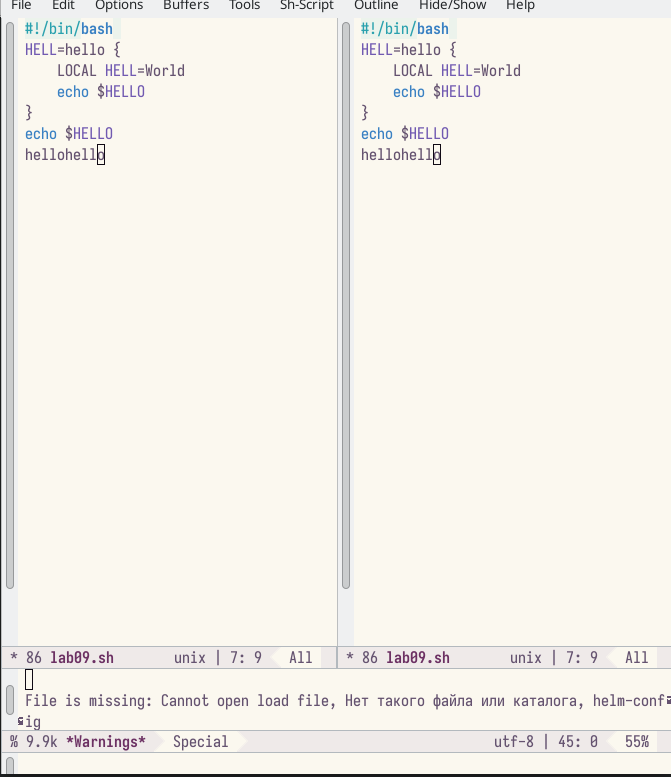 File Edit Options Buffers Tools Sh-Script Outline Hide/Show Help
#!/bin/bash
HELL=hello {
    LOCAL HELL=World
    echo $HELLO
}
echo $HELLO
hellohello
#!/bin/bash
HELL=hello {
    LOCAL HELL=World
    echo $HELLO
}
echo $HELLO
hellohello
* 86 lab09.sh unix | 7: 9 All
* 86 lab09.sh unix | 7: 9 All
File is missing: Cannot open load file, Нет такого файла или каталога, helm-conf
ig
% 9.9k *Warnings* Special utf-8 | 45: 0 55%